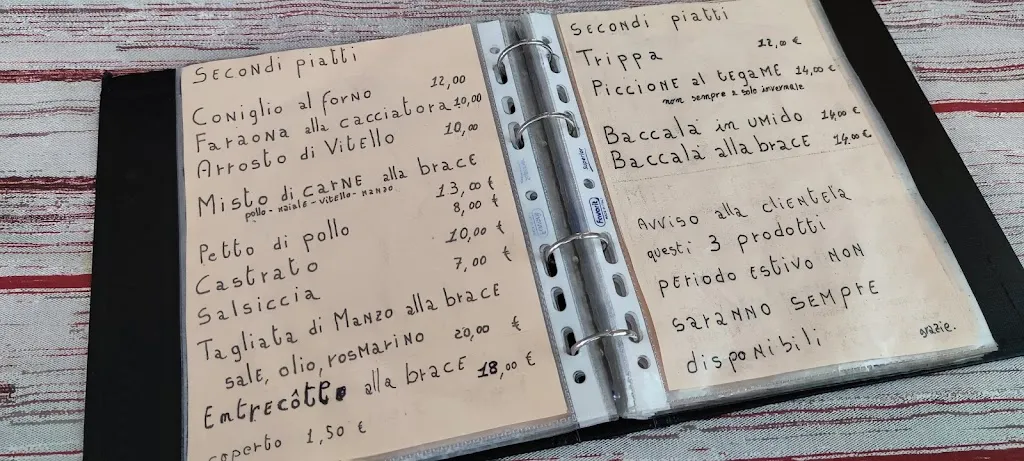 Secondi piatti
Coniglio al forno 12,00
Faraona alla cacciatora 10,00
Arrosto di Vitello 10,00
Misto di carne alla brace
pollo - maiale - vitello - manzo 13,00 €
Petto di pollo 8,00 €
Castrato 10,00 €
Salsiccia 7,00 €
Tagliata di Manzo alla brace
sale, olio, rosmarino 20,00 €
Entrecôtte alla brace 18,00 €
coperto 1,50 €
Secondi piatti
Trippa 12,00 €
Piccione al tegame 14,00 €
non sempre e solo invernale
Baccalà in umido 14,00 €
Baccalà alla brace 14,00 €
Avviso alla clientela
questi 3 prodotti
periodo estivo non
saranno sempre
disponibili
grazie.
favorit
Superior